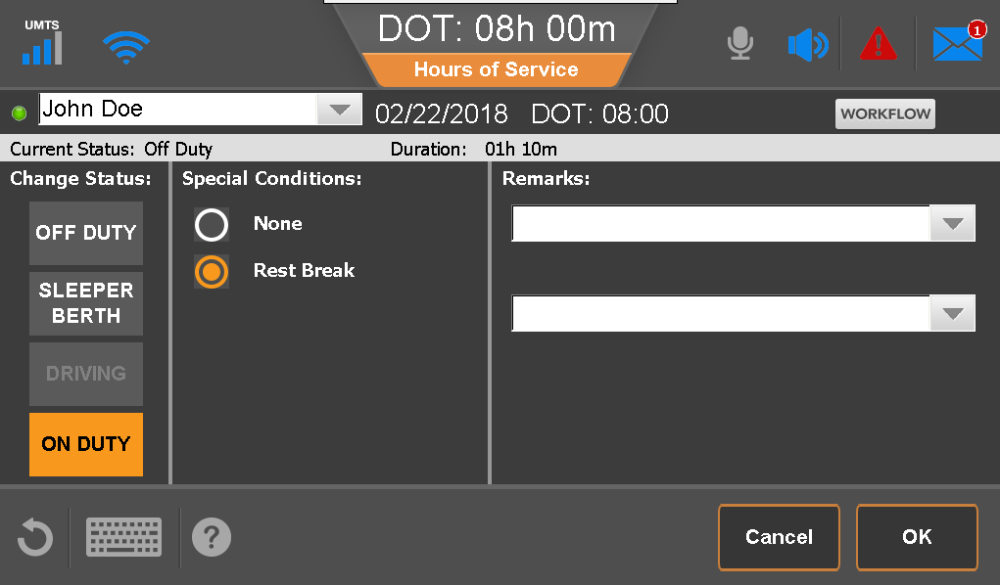 UMTS
DOT: 08h 00m
Hours of Service
1
John Doe
02/22/2018 DOT: 08:00
WORKFLOW
Current Status: Off Duty Duration: 01h 10m
Change Status:
OFF DUTY
SLEEPER
BERTH
DRIVING
ON DUTY
Special Conditions:
None
Rest Break
Remarks:
?
Cancel
OK